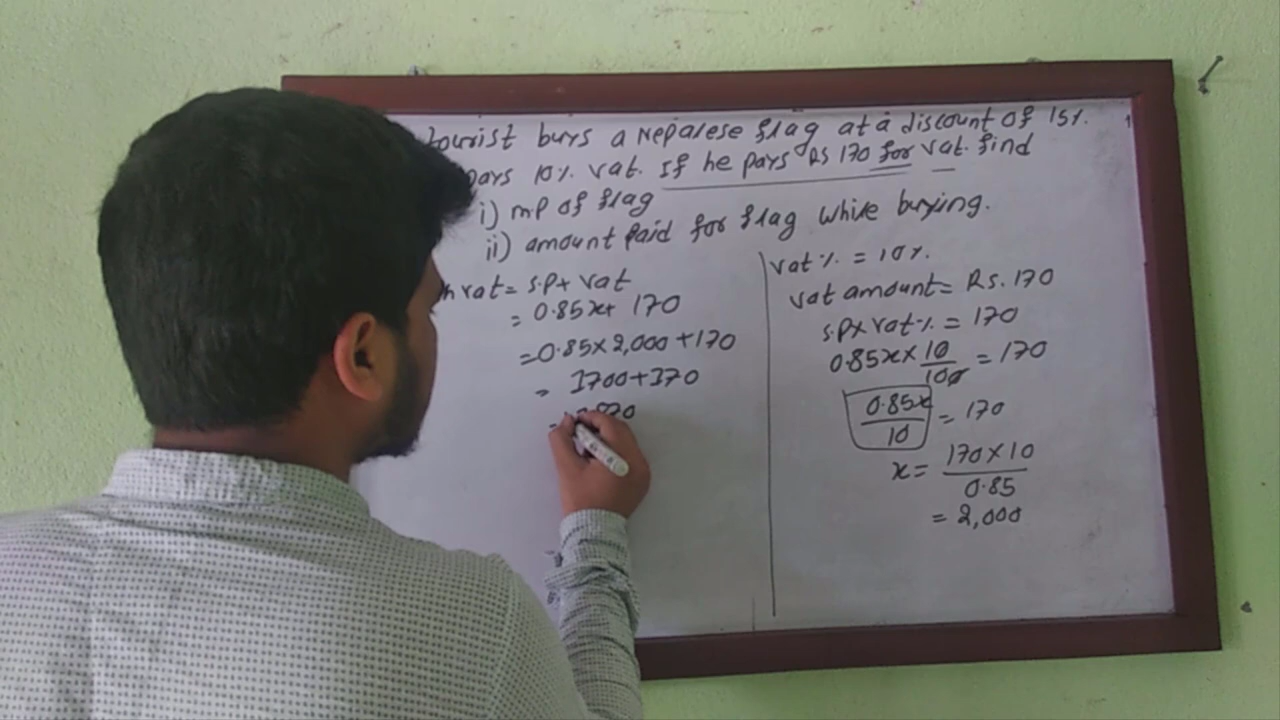 tourist buys a Nepalese flag at a discount of 15%.
pays 10% vat. If he pays RS 170 for vat. find
i) mp of flag
ii) amount Paid for flag while buying.
vat = s.p + vat
= 0.85x + 170
= 0.85 × 2,000 + 170
= 1700 + 170
=
vat % = 10%.
vat amount = Rs. 170
s.p x vat % = 170
0.85x × 10/100 = 170
0.85x/10 = 170
x = 170 × 10/0.85
= 2,000